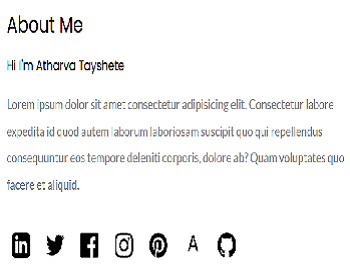 About Me
Hi I'm Atharva Tayshete
Lorem ipsum dolor sit amet consectetur adipisicing elit. Consectetur labore
expedita id quod autem laborum laboriosam suscipit quo qui repellendus
consequuntur eos tempore deleniti corporis, dolore ab? Quam voluptates quo
facere et aliquid.
in A